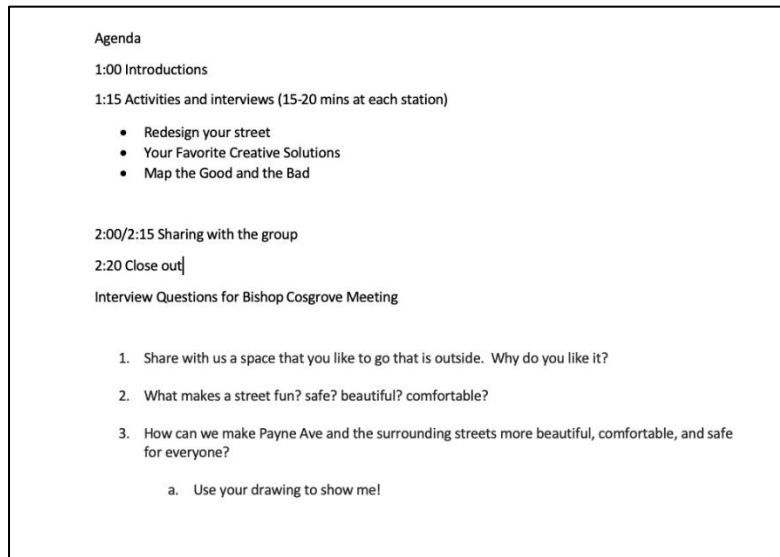 Agenda
1:00 Introductions
1:15 Activities and interviews (15-20 mins at each station)
• Redesign your street
• Your Favorite Creative Solutions
• Map the Good and the Bad
2:00/2:15 Sharing with the group
2:20 Close out
Interview Questions for Bishop Cosgrove Meeting
1. Share with us a space that you like to go that is outside. Why do you like it?
2. What makes a street fun? safe? beautiful? comfortable?
3. How can we make Payne Ave and the surrounding streets more beautiful, comfortable, and safe
for everyone?
a. Use your drawing to show me!